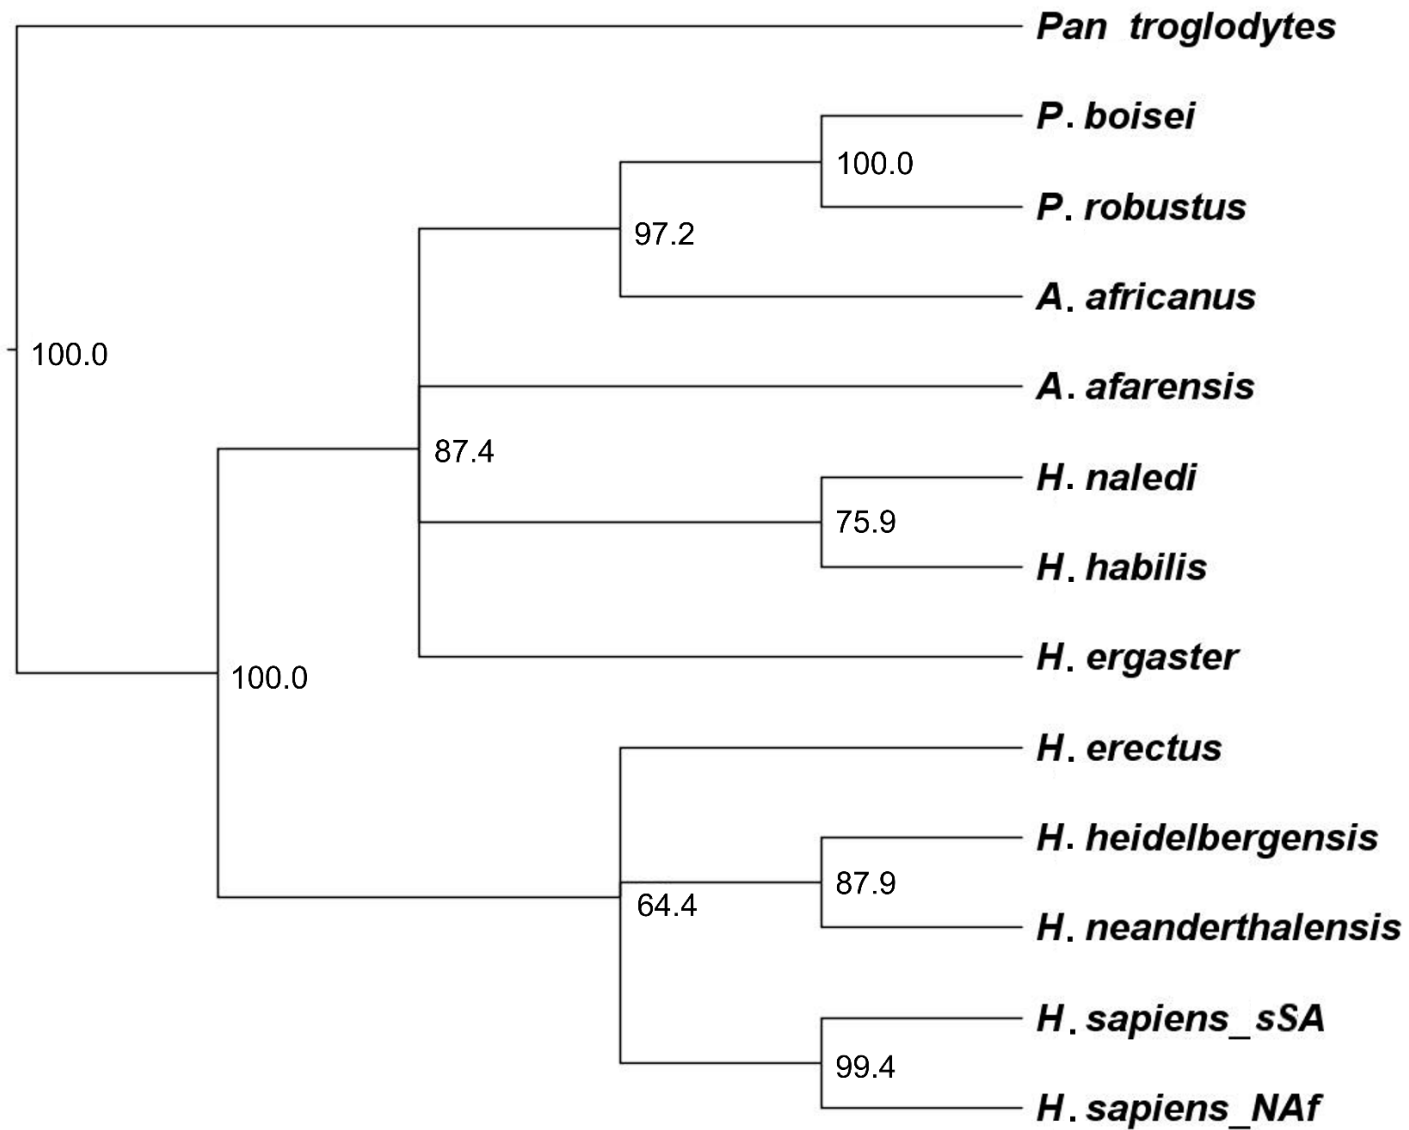 Pan troglodytes
P. boisei
100.0
P. robustus
97.2
A. africanus
100.0
A. afarensis
87.4
H. naledi
75.9
H. habilis
H. ergaster
100.0
H. erectus
H. heidelbergensis
87.9
64.4
H. neanderthalensis
H. sapiens_sSA
99.4
H. sapiens_NAf